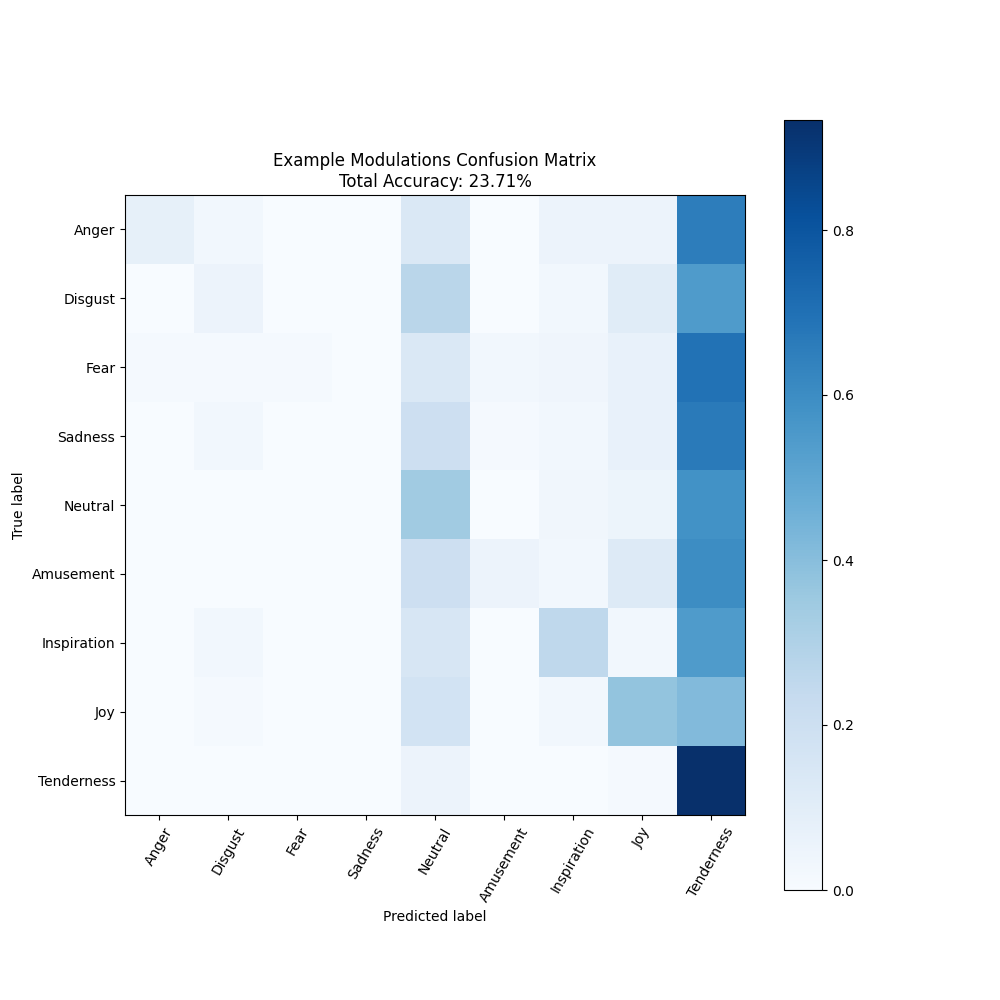 Example Modulations Confusion Matrix
Total Accuracy: 23.71%
True label
Anger
Disgust
Fear
Sadness
Neutral
Amusement
Inspiration
Joy
Tenderness
Anger
Disgust
Fear
Sadness
Neutral
Amusement
Inspiration
Joy
Tenderness
Predicted label
0.8
0.6
0.4
0.2
0.0